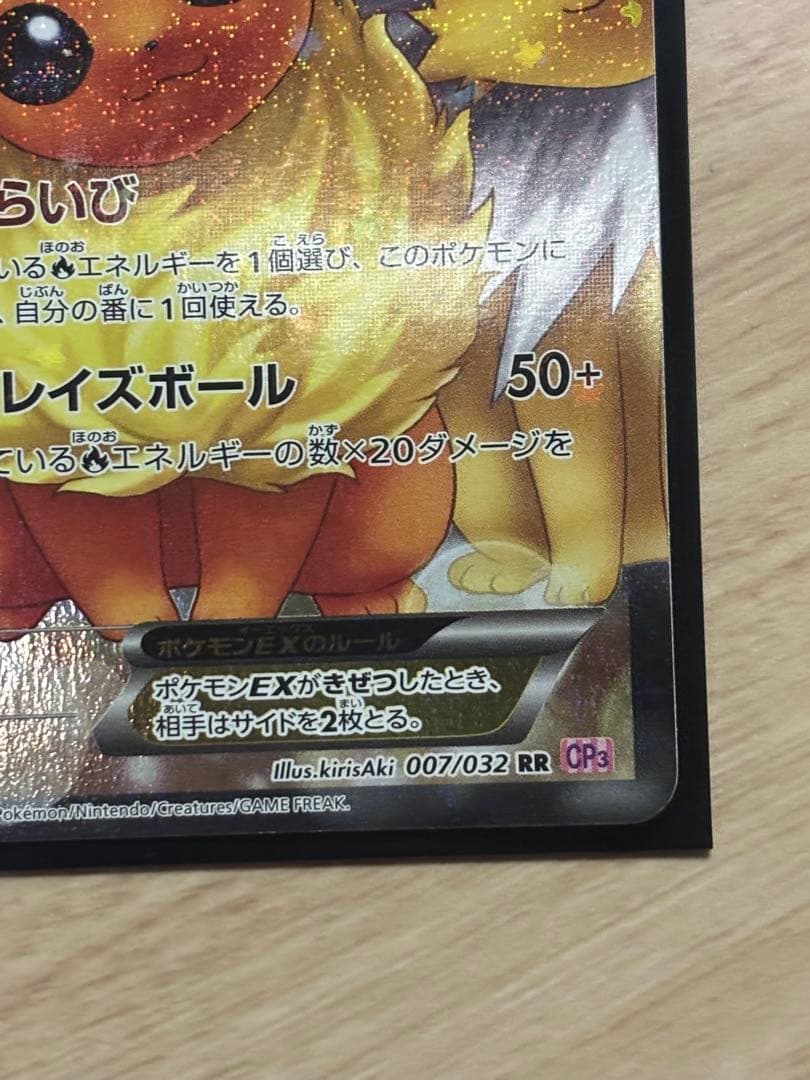 らいび
いる エネルギーを1個選び、このポケモンに
、自分の番に1回使える。
レイズボール 50+
ている エネルギーの数×20ダメージを
ポケモンEXのルール
ポケモンEXがきぜつしたとき、
相手はサイドを2枚とる。
Illus.kirisAki 007/032 RR CP3
Pokémon/Nintendo/Creatures/GAME FREAK.